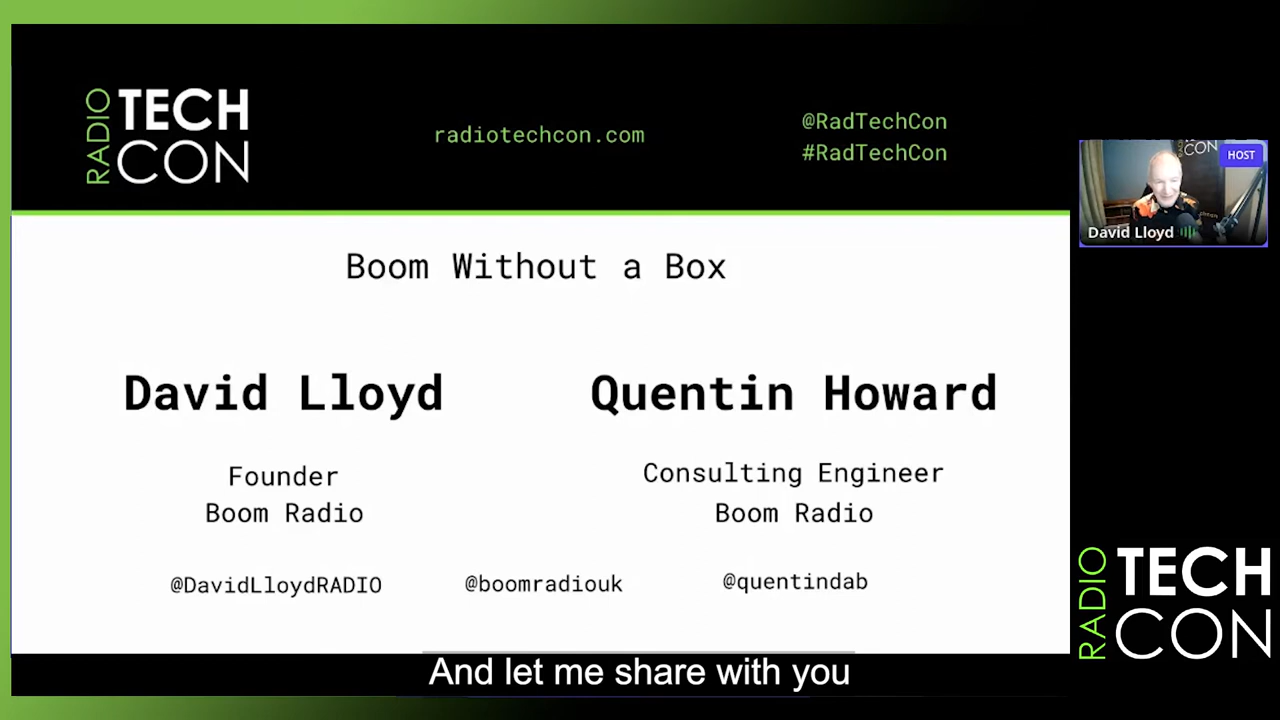 RADIO
TECH
CON
radiotechcon.com
@RadTechCon
#RadTechCon
CON
HOST
David Lloyd
Boom Without a Box
David Lloyd
Quentin Howard
Founder
Boom Radio
Consulting Engineer
Boom Radio
@DavidLloydRADIO
@boomradiouk
@quentindab
RADIO
TECH
CON
And let me share with you